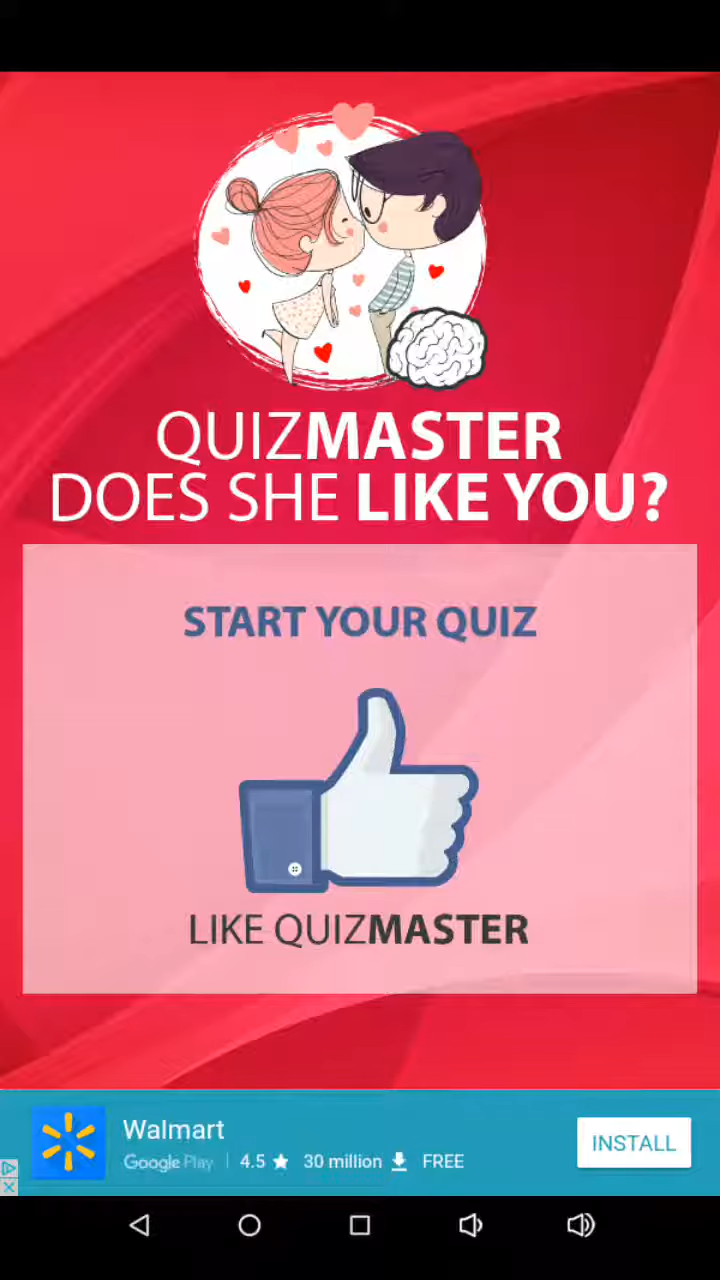 QUIZMASTER
DOES SHE LIKE YOU?
START YOUR QUIZ
LIKE QUIZMASTER
Walmart
Google Play 4.5 30 million FREE
INSTALL